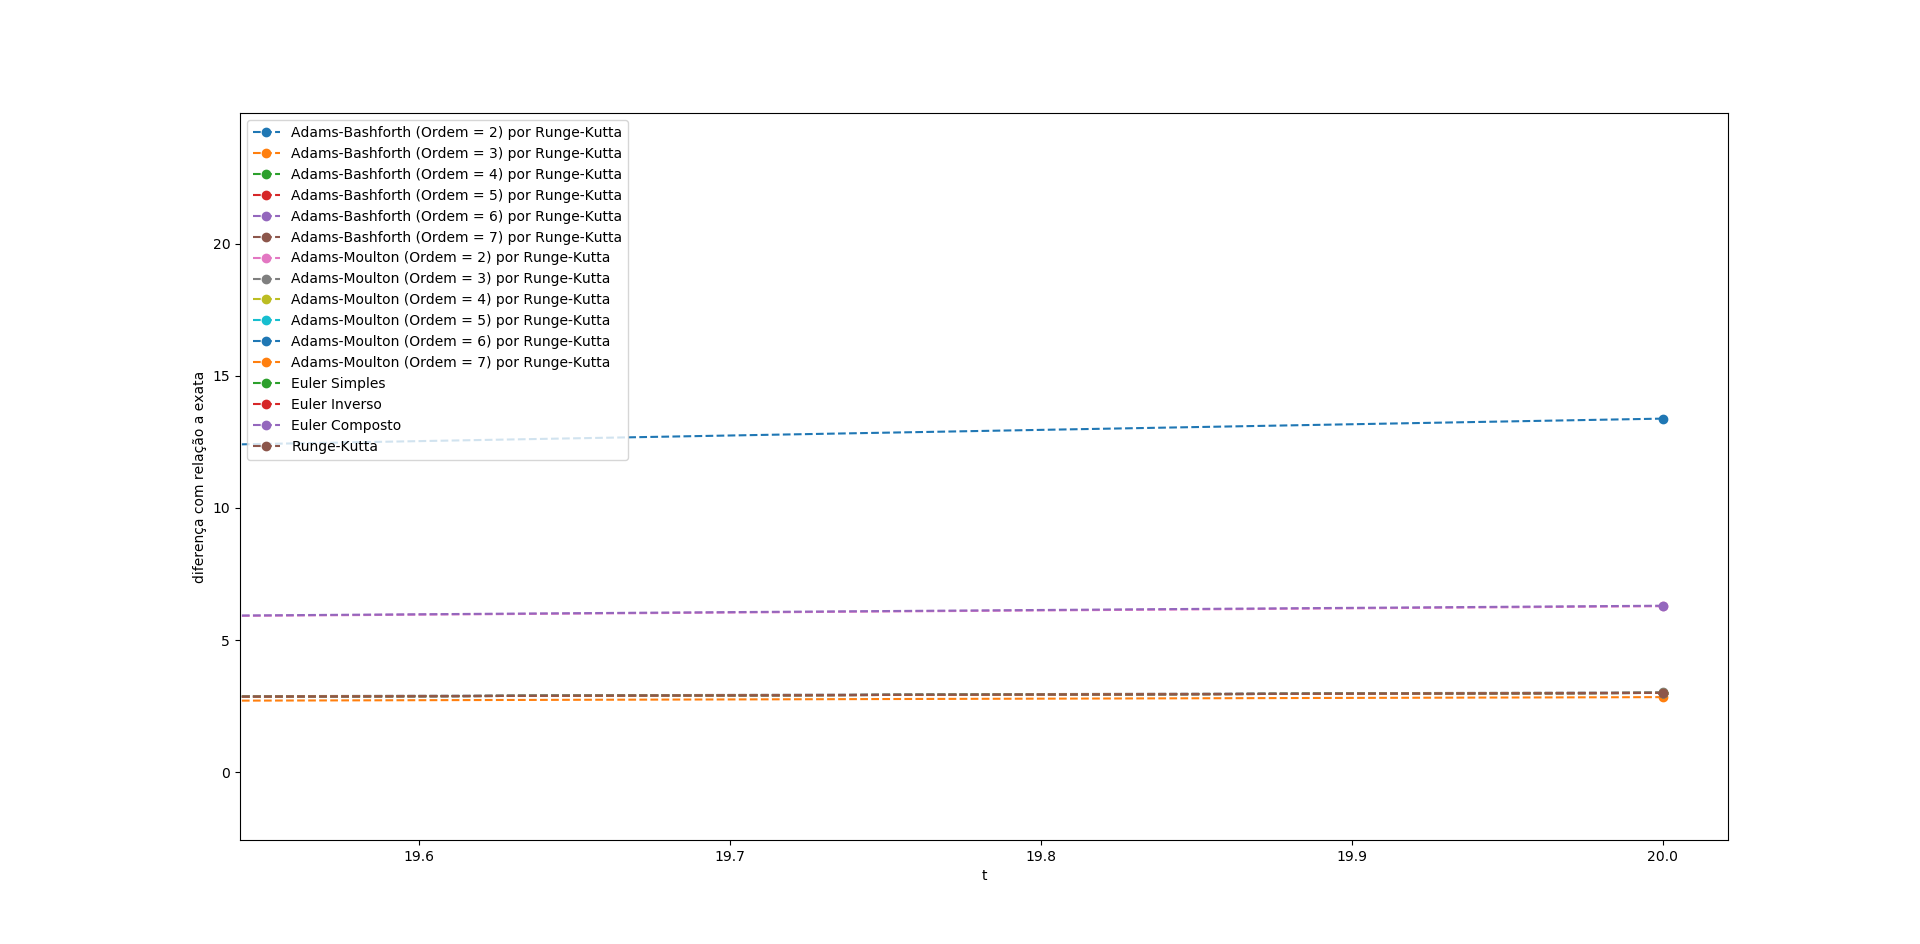 Adams-Bashforth (Ordem = 2) por Runge-Kutta
Adams-Bashforth (Ordem = 3) por Runge-Kutta
Adams-Bashforth (Ordem = 4) por Runge-Kutta
Adams-Bashforth (Ordem = 5) por Runge-Kutta
Adams-Bashforth (Ordem = 6) por Runge-Kutta
Adams-Bashforth (Ordem = 7) por Runge-Kutta
Adams-Moulton (Ordem = 2) por Runge-Kutta
Adams-Moulton (Ordem = 3) por Runge-Kutta
Adams-Moulton (Ordem = 4) por Runge-Kutta
Adams-Moulton (Ordem = 5) por Runge-Kutta
Adams-Moulton (Ordem = 6) por Runge-Kutta
Adams-Moulton (Ordem = 7) por Runge-Kutta
Euler Simples
Euler Inverso
Euler Composto
Runge-Kutta
diferença com relação a exata
20
15
10
5
0
19.6
19.7
19.8
19.9
20.0
t